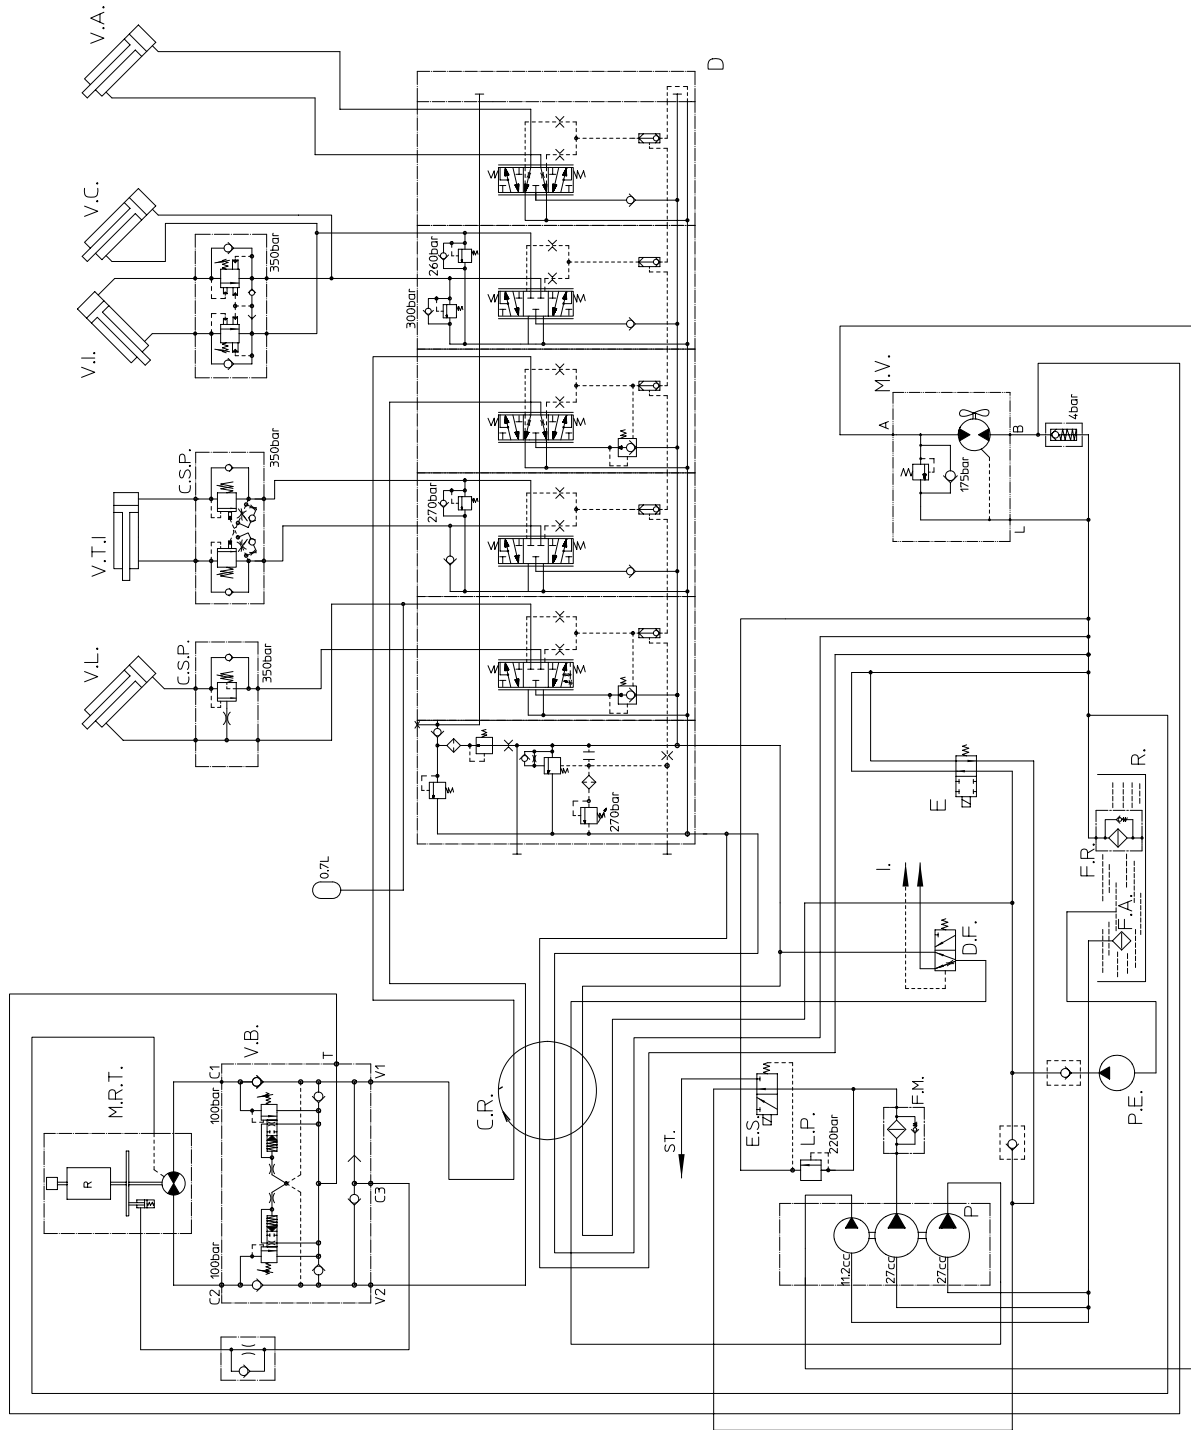 V.A.
V.C.
V.I.
350bar
V.T.I
C.S.P.
350bar
V.L.
C.S.P.
350bar
D
260bar
300bar
270bar
270bar
0.7L
M.V.
A
175bar
B
L
4bar
E
R.
F.R.
F.A.
I.
D.F.
M.R.T.
R
V.B.
T
C1
100bar
V1
C3
C2
100bar
V2
C.R.
ST.
E.S.
L.P.
220bar
F.M.
P.E.
P
11.2cc
27cc
27cc